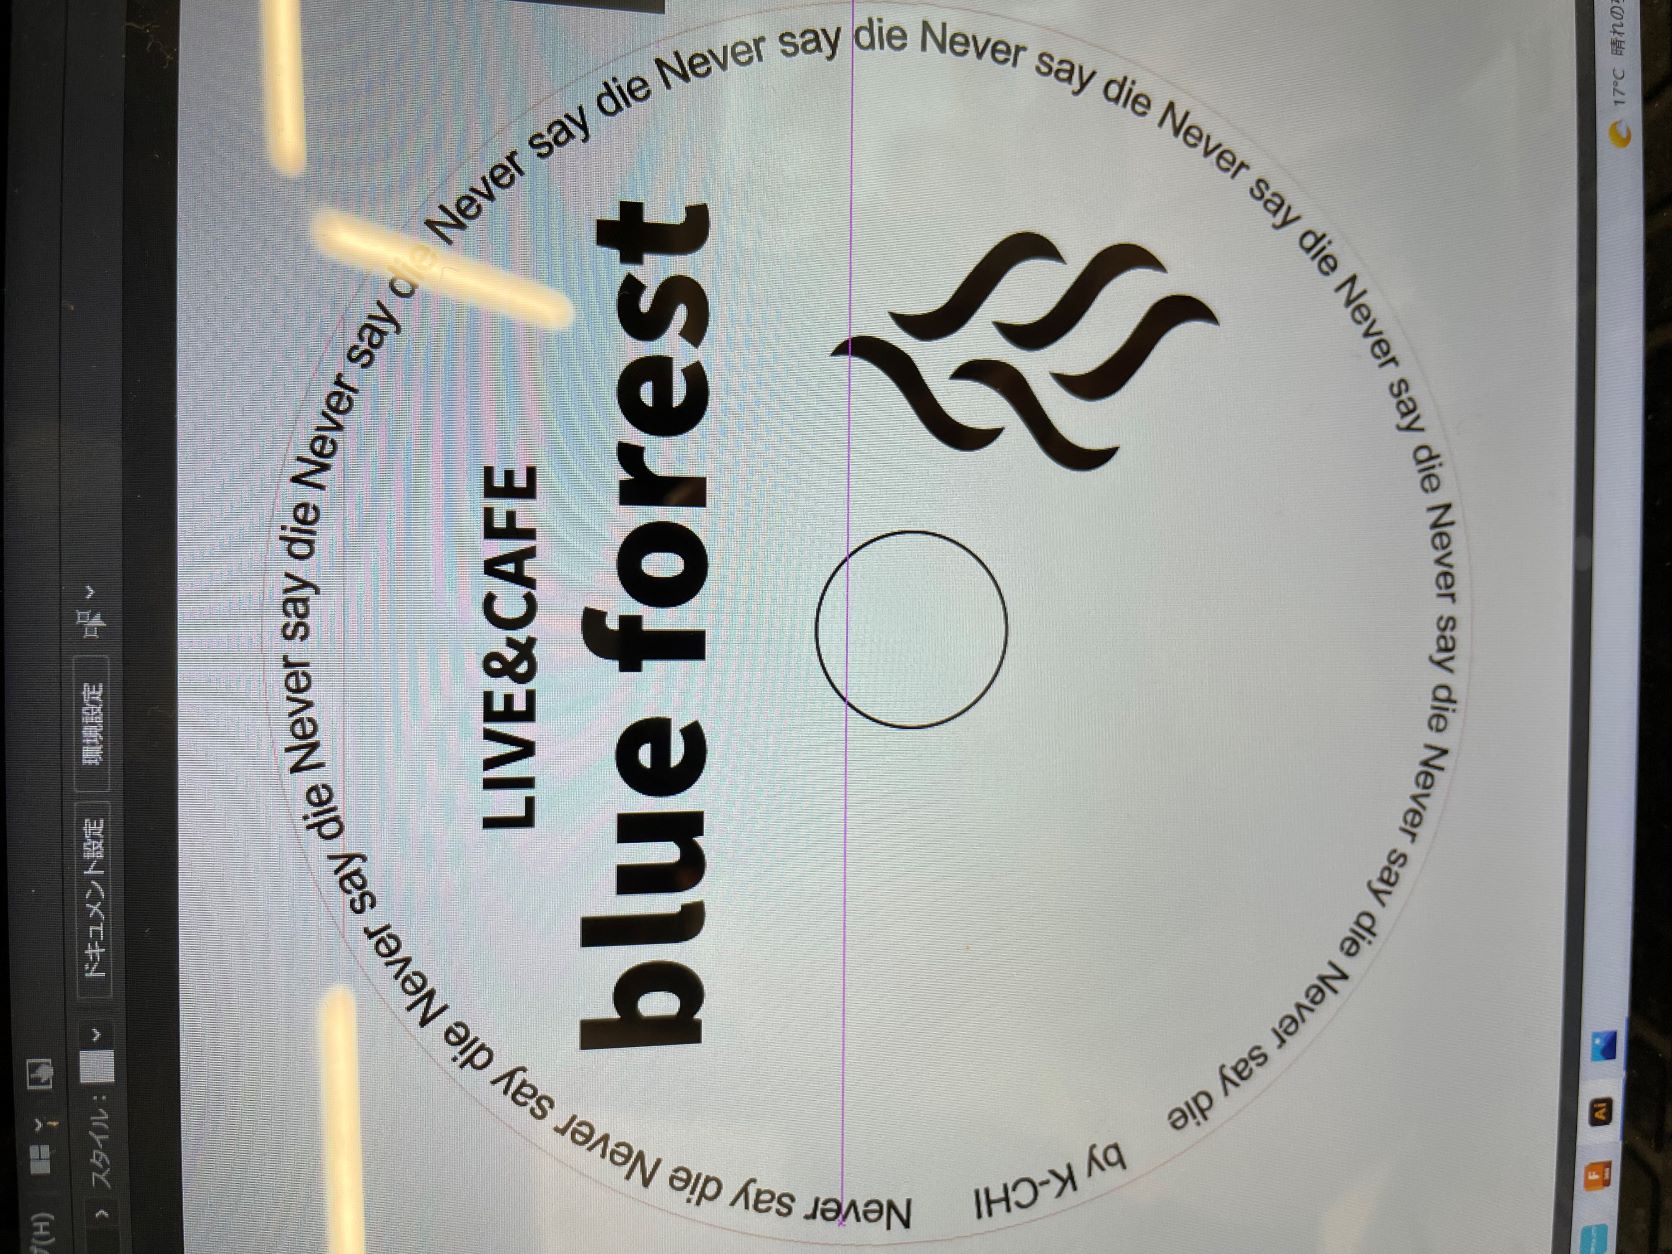 プ(H)
スタイル：
ドキュメント設定
環境設定
Never say die Never say die Never say die Never say die Never say die Never say die Never say die Never say die Never say die Never say die Never say die Never say die Never say die by K-CHI
LIVE&CAFE
blue forest
F
Ai
17°C 晴れの